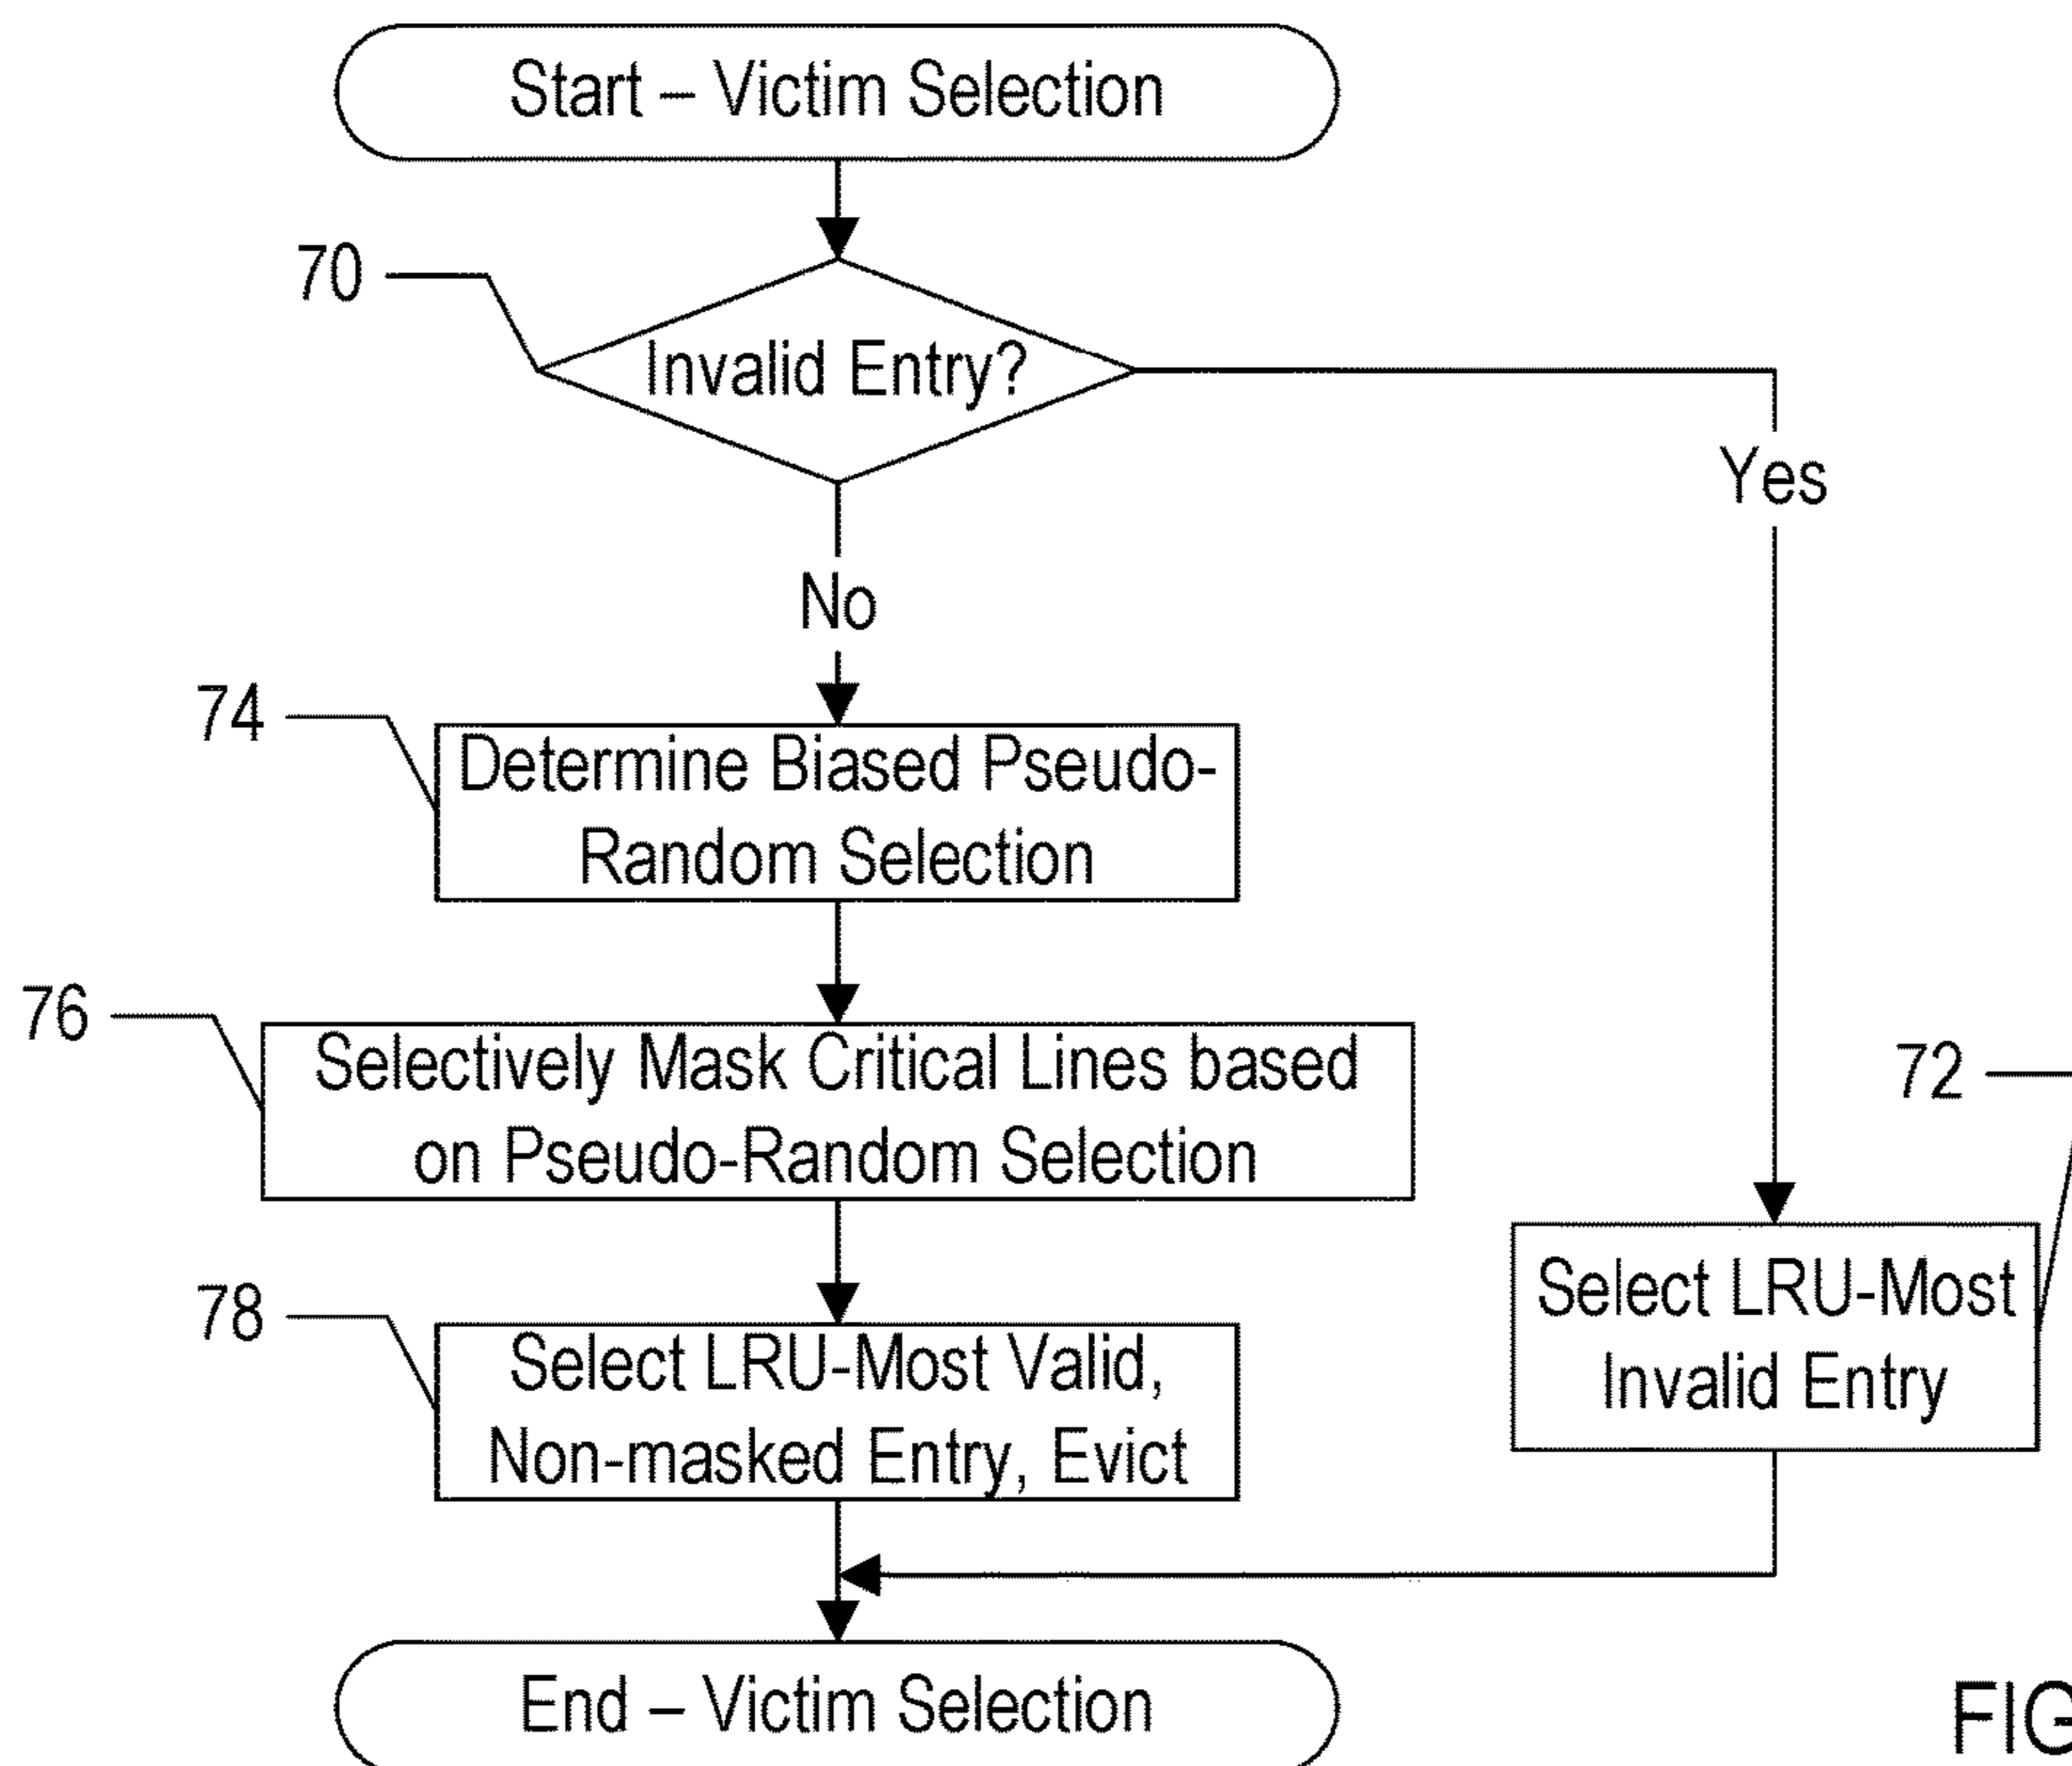 Start – Victim Selection
70
Invalid Entry?
Yes
No
74
Determine Biased Pseudo-
Random Selection
76
Selectively Mask Critical Lines based
on Pseudo-Random Selection
72
78
Select LRU-Most Valid,
Non-masked Entry, Evict
Select LRU-Most
Invalid Entry
End – Victim Selection
FIG